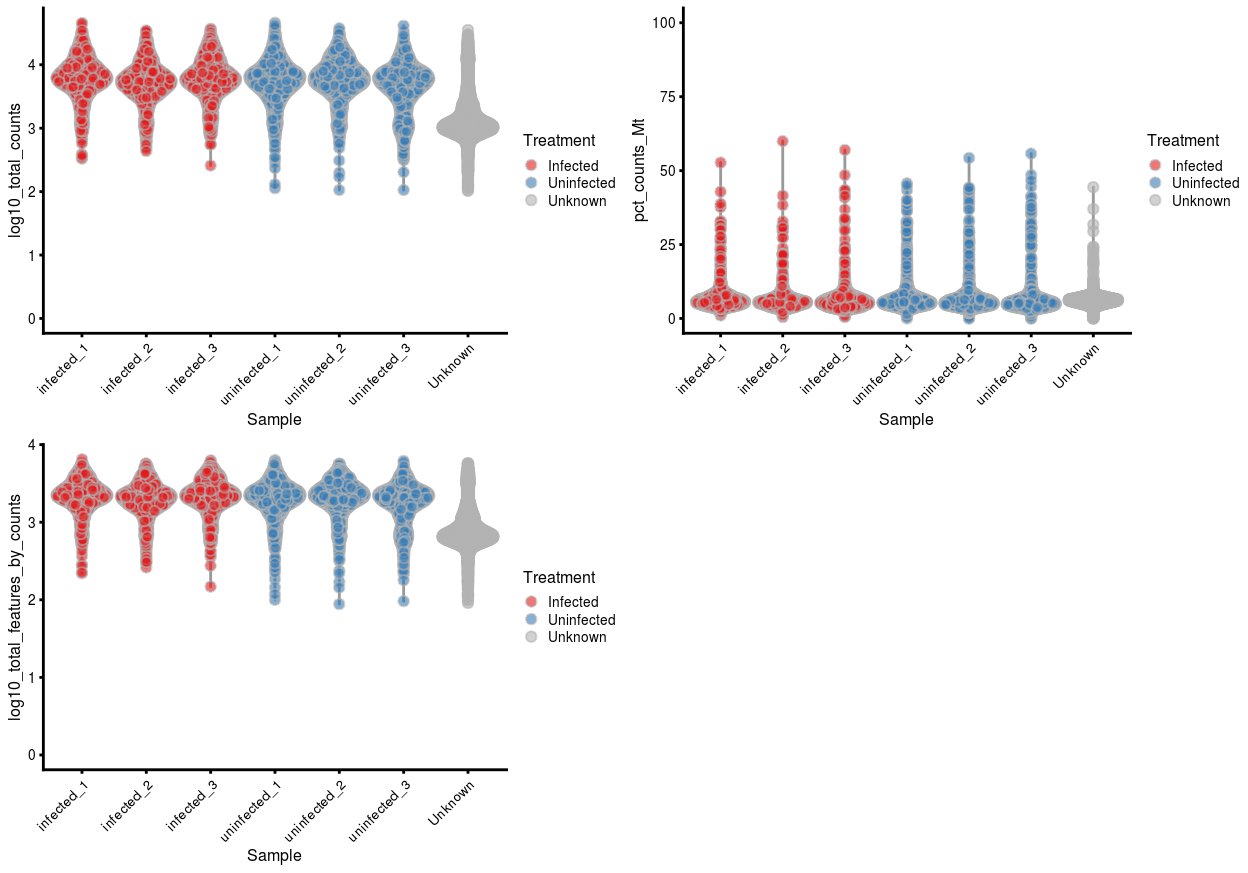 log10_total_counts
4
3
2
1
0
infected_1
infected_2
infected_3
uninfected_1
uninfected_2
uninfected_3
Unknown
Sample
Treatment
Infected
Uninfected
Unknown
pct_counts_Mt
100
75
50
25
0
infected_1
infected_2
infected_3
uninfected_1
uninfected_2
uninfected_3
Unknown
Sample
Treatment
Infected
Uninfected
Unknown
log10_total_features_by_counts
4
3
2
1
0
infected_1
infected_2
infected_3
uninfected_1
uninfected_2
uninfected_3
Unknown
Sample
Treatment
Infected
Uninfected
Unknown